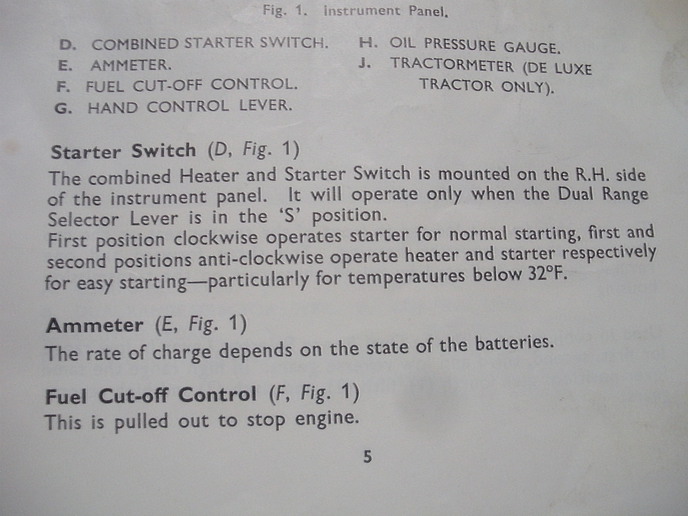 Fig. 1. Instrument Panel.
D. COMBINED STARTER SWITCH.
E. AMMETER.
F. FUEL CUT-OFF CONTROL.
G. HAND CONTROL LEVER.
H. OIL PRESSURE GAUGE.
J. TRACTORMETER (DE LUXE
TRACTOR ONLY).
Starter Switch (D, Fig. 1)
The combined Heater and Starter Switch is mounted on the R.H. side
of the instrument panel. It will operate only when the Dual Range
Selector Lever is in the ‘S’ position.
First position clockwise operates starter for normal starting, first and
second positions anti-clockwise operate heater and starter respectively
for easy starting—particularly for temperatures below 32°F.
Ammeter (E, Fig. 1)
The rate of charge depends on the state of the batteries.
Fuel Cut-off Control (F, Fig. 1)
This is pulled out to stop engine.
5